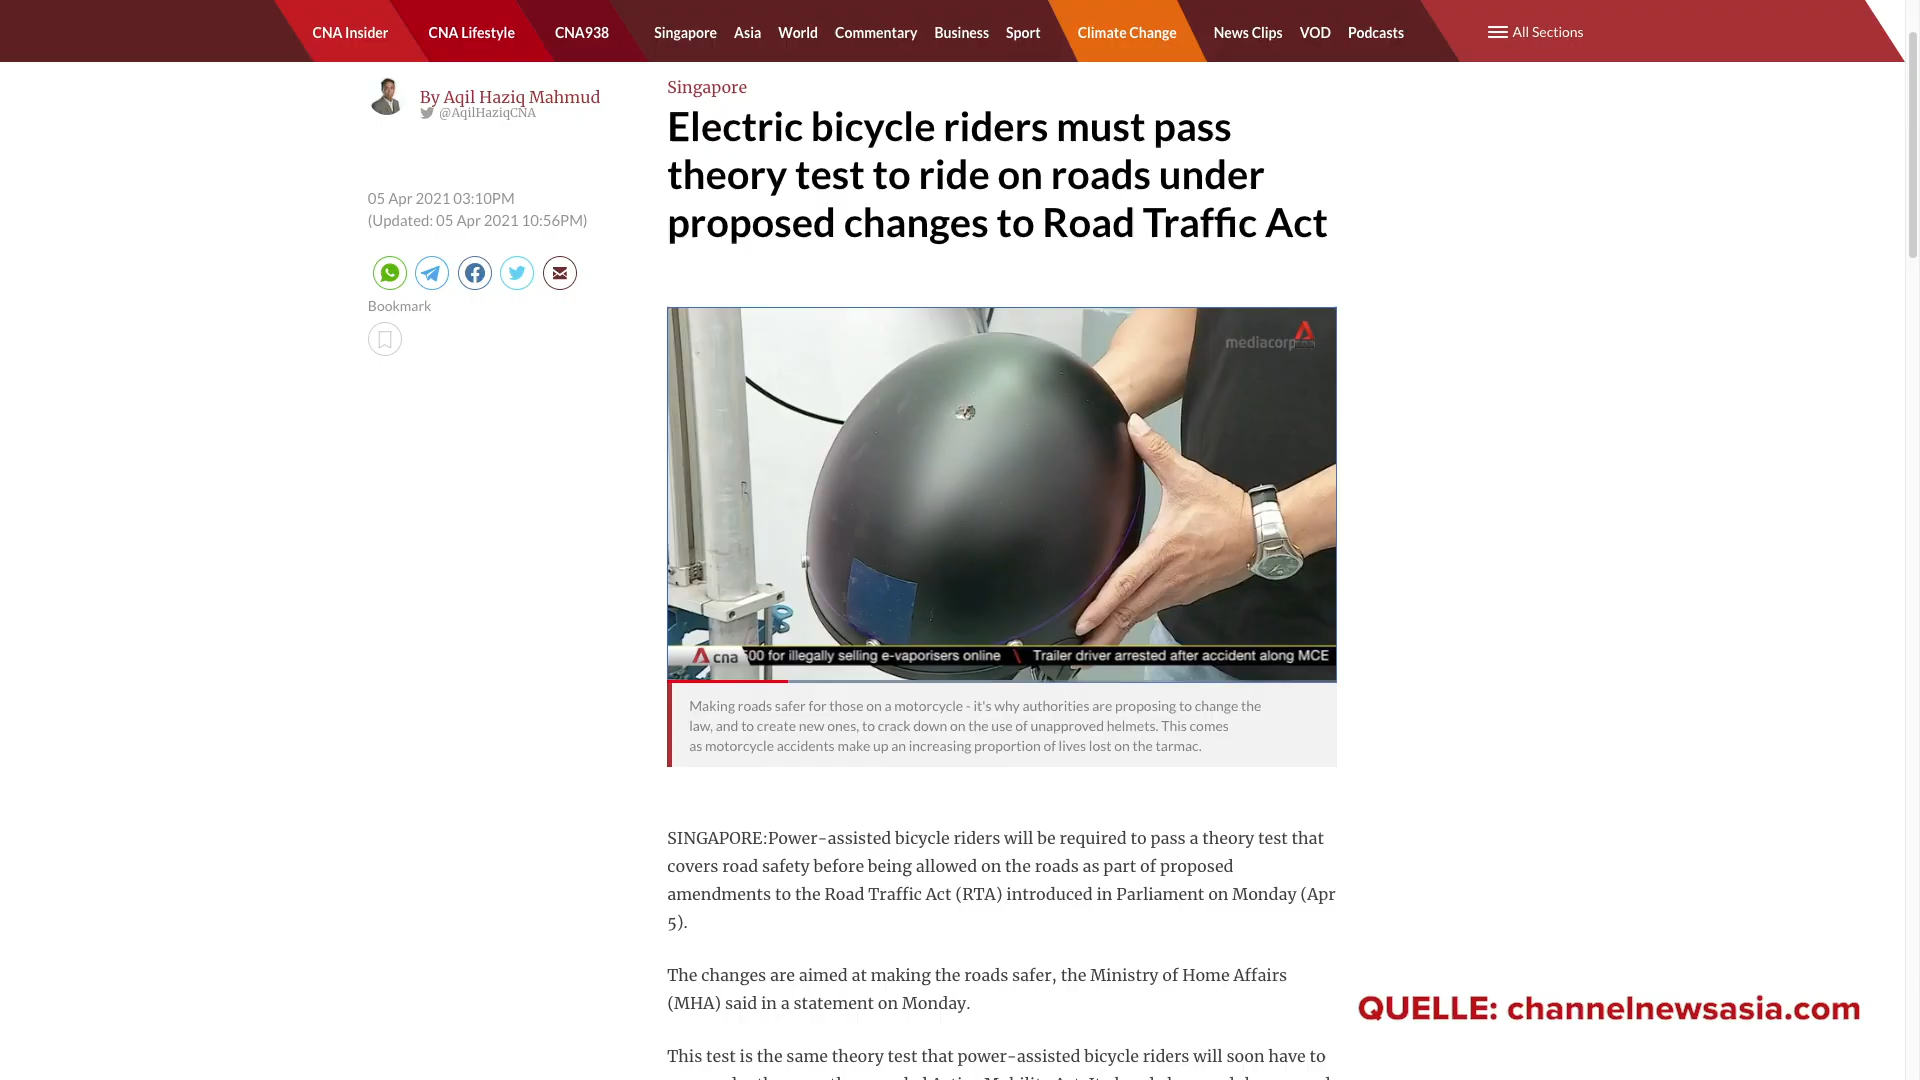 CNA Insider
CNA Lifestyle
CNA938
Singapore
Asia
World
Commentary
Business
Sport
Climate Change
News Clips
VOD
Podcasts
All Sections
By Aqil Haziq Mahmud
@AqilHaziqCNA
05 Apr 2021 03:10PM
(Updated: 05 Apr 2021 10:56PM)
Bookmark
Singapore
Electric bicycle riders must pass
theory test to ride on roads under
proposed changes to Road Traffic Act
mediacorp
cna
500 for illegally selling e-vaporisers online \ Trailer driver arrested after accident along MCE
Making roads safer for those on a motorcycle - it's why authorities are proposing to change the
law, and to create new ones, to crack down on the use of unapproved helmets. This comes
as motorcycle accidents make up an increasing proportion of lives lost on the tarmac.
SINGAPORE:Power-assisted bicycle riders will be required to pass a theory test that
covers road safety before being allowed on the roads as part of proposed
amendments to the Road Traffic Act (RTA) introduced in Parliament on Monday (Apr
5).
The changes are aimed at making the roads safer, the Ministry of Home Affairs
(MHA) said in a statement on Monday.
This test is the same theory test that power-assisted bicycle riders will soon have to
QUELLE: channelnewsasia.com